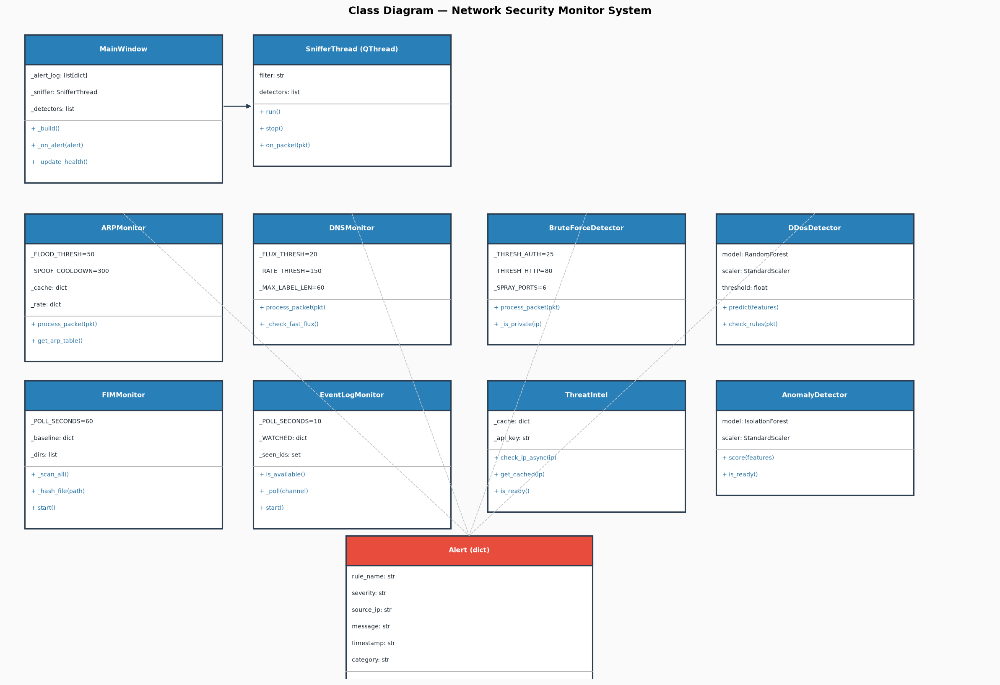 Class Diagram — Network Security Monitor System
MainWindow
_alert_log: list[dict]
_sniffer: SnifferThread
_detectors: list
+ _build()
+ _on_alert(alert)
+ _update_health()
SnifferThread (QThread)
filter: str
detectors: list
+ run()
+ stop()
+ on_packet(pkt)
ARPMonitor
_FLOOD_THRESH=50
_SPOOF_COOLDOWN=300
_cache: dict
_rate: dict
+ process_packet(pkt)
+ get_arp_table()
DNSMonitor
_FLUX_THRESH=20
_RATE_THRESH=150
_MAX_LABEL_LEN=60
+ process_packet(pkt)
+ _check_fast_flux()
BruteForceDetector
_THRESH_AUTH=25
_THRESH_HTTP=80
_SPRAY_PORTS=6
+ process_packet(pkt)
+ _is_private(ip)
DDosDetector
model: RandomForest
scaler: StandardScaler
threshold: float
+ predict(features)
+ check_rules(pkt)
FIMMonitor
_POLL_SECONDS=60
_baseline: dict
_dirs: list
+ _scan_all()
+ _hash_file(path)
+ start()
EventLogMonitor
_POLL_SECONDS=10
_WATCHED: dict
_seen_ids: set
+ is_available()
+ _poll(channel)
+ start()
ThreatIntel
_cache: dict
_api_key: str
+ check_ip_async(ip)
+ get_cached(ip)
+ is_ready()
AnomalyDetector
model: IsolationForest
scaler: StandardScaler
+ score(features)
+ is_ready()
Alert (dict)
rule_name: str
severity: str
source_ip: str
message: str
timestamp: str
category: str